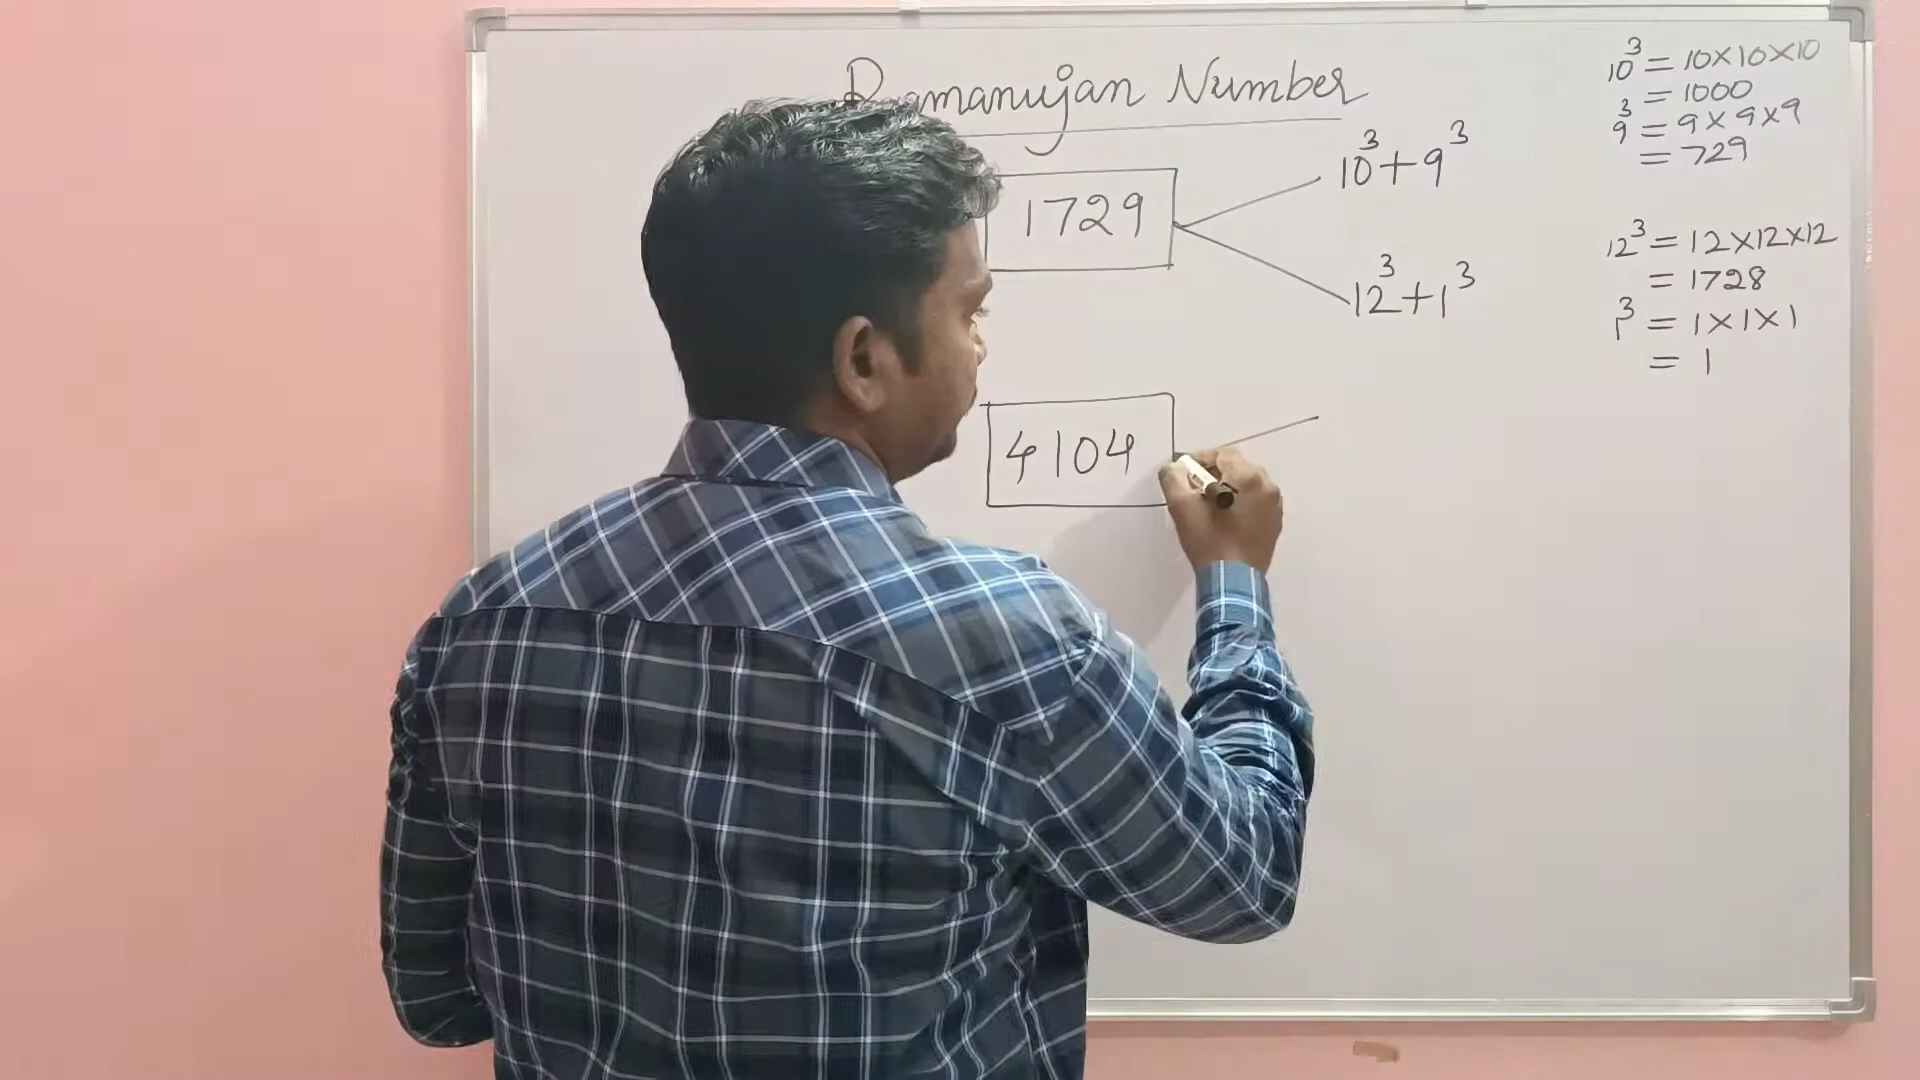 Ramanujan Number
1729
10³+9³
12³+1³
4104
10³ = 10×10×10
= 1000
9³ = 9×9×9
= 729
12³ = 12×12×12
= 1728
1³ = 1×1×1
= 1